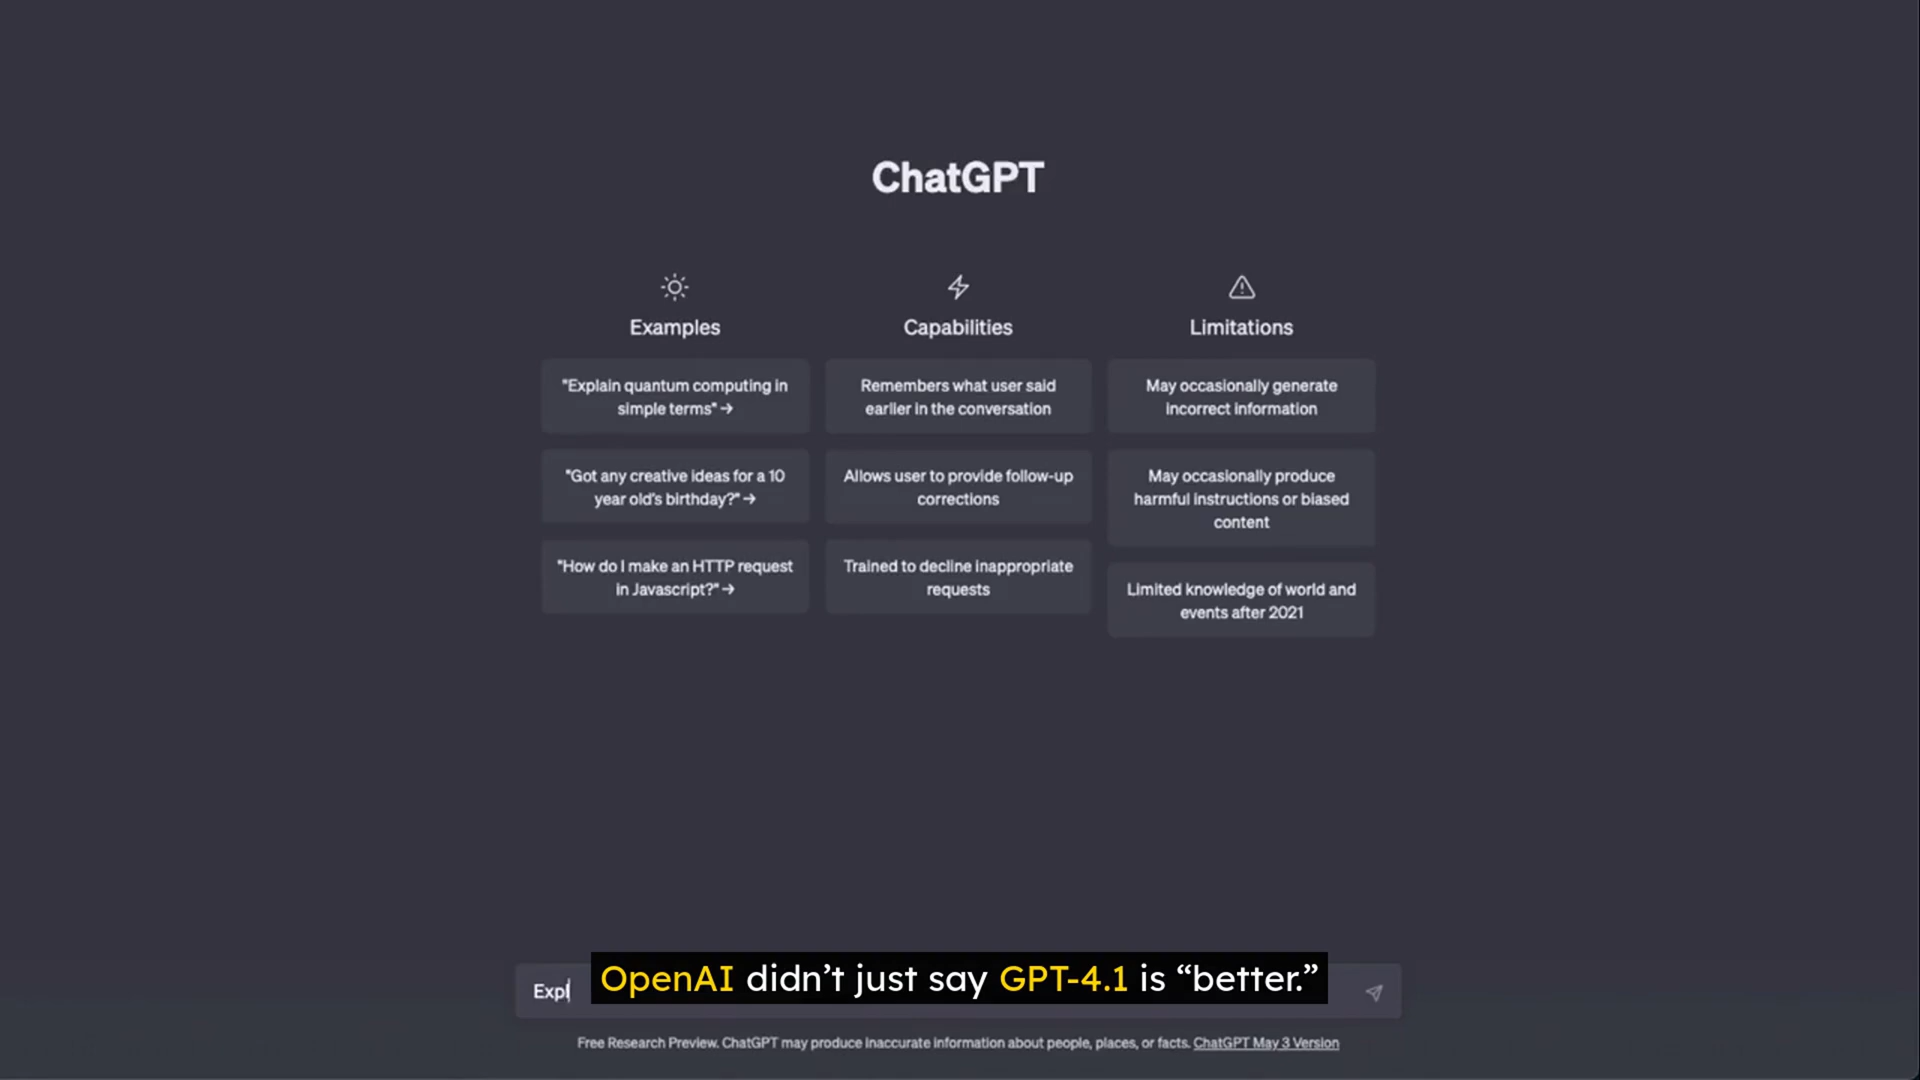 ChatGPT
Examples
"Explain quantum computing in
simple terms" →
"Got any creative ideas for a 10
year old's birthday?" →
"How do I make an HTTP request
in Javascript?" →
Capabilities
Remembers what user said
earlier in the conversation
Allows user to provide follow-up
corrections
Trained to decline inappropriate
requests
Limitations
May occasionally generate
incorrect information
May occasionally produce
harmful instructions or biased
content
Limited knowledge of world and
events after 2021
Expl
OpenAI didn’t just say GPT-4.1 is “better.”
Free Research Preview. ChatGPT may produce inaccurate information about people, places, or facts. ChatGPT May 3 Version